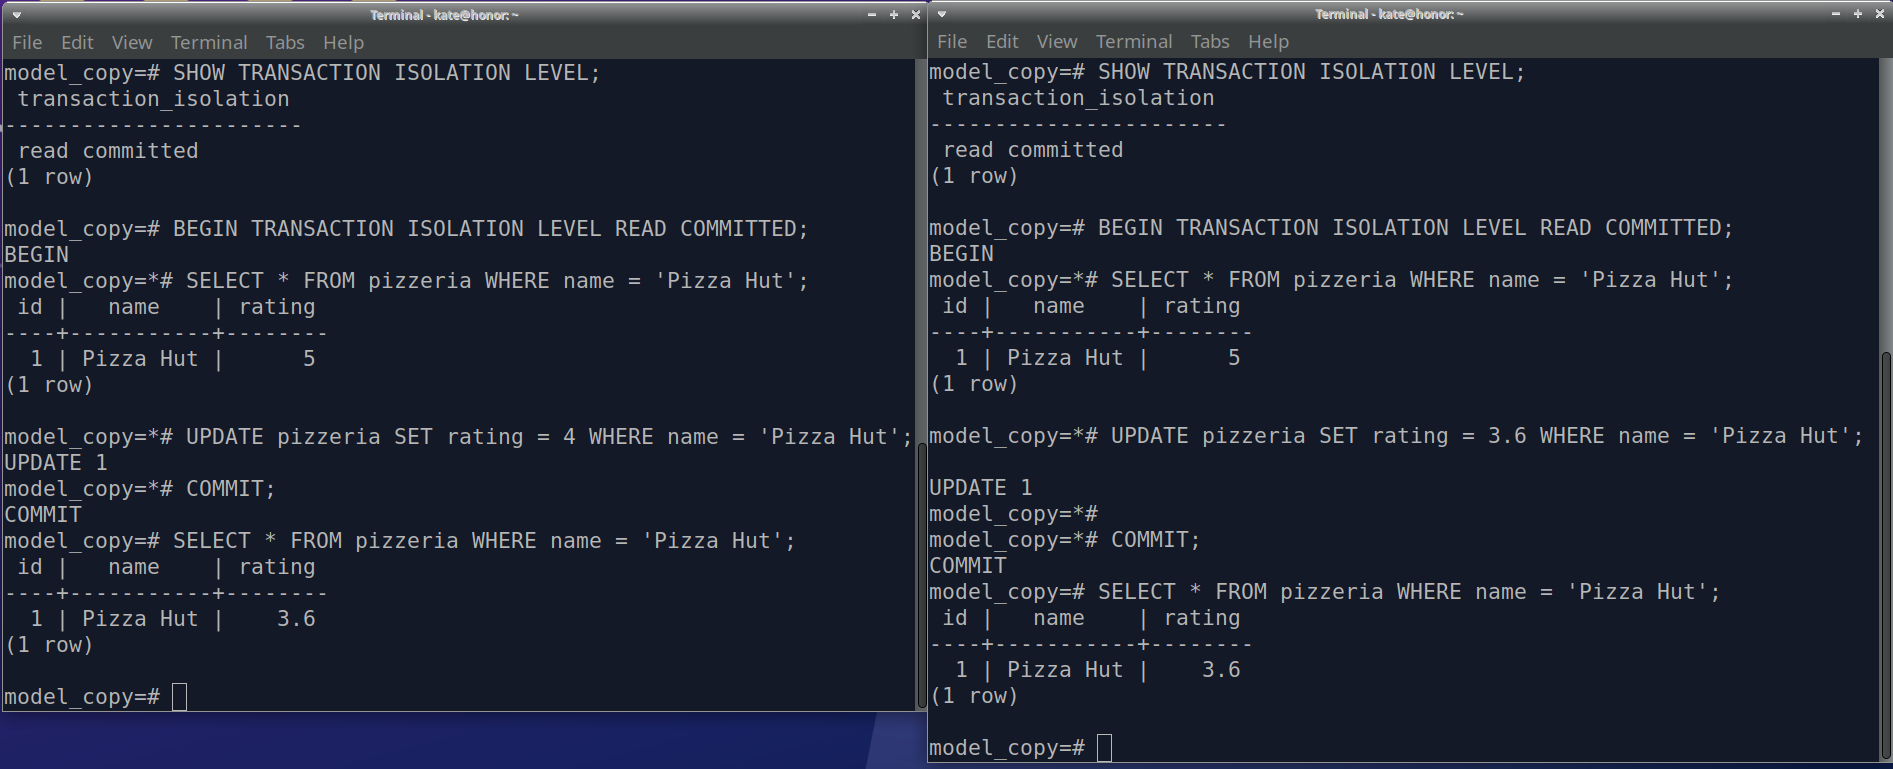 Terminal - kate@honor: ~
File Edit View Terminal Tabs Help
model_copy=# SHOW TRANSACTION ISOLATION LEVEL;
 transaction_isolation
-----------------------
 read committed
(1 row)

model_copy=# BEGIN TRANSACTION ISOLATION LEVEL READ COMMITTED;
BEGIN
model_copy=*# SELECT * FROM pizzeria WHERE name = 'Pizza Hut';
 id |   name    | rating
----+-----------+--------
  1 | Pizza Hut |      5
(1 row)

model_copy=*# UPDATE pizzeria SET rating = 4 WHERE name = 'Pizza Hut';
UPDATE 1
model_copy=*# COMMIT;
COMMIT
model_copy=# SELECT * FROM pizzeria WHERE name = 'Pizza Hut';
 id |   name    | rating
----+-----------+--------
  1 | Pizza Hut |    3.6
(1 row)

model_copy=#
Terminal - kate@honor: ~
File Edit View Terminal Tabs Help
model_copy=# SHOW TRANSACTION ISOLATION LEVEL;
 transaction_isolation
-----------------------
 read committed
(1 row)

model_copy=# BEGIN TRANSACTION ISOLATION LEVEL READ COMMITTED;
BEGIN
model_copy=*# SELECT * FROM pizzeria WHERE name = 'Pizza Hut';
 id |   name    | rating
----+-----------+--------
  1 | Pizza Hut |      5
(1 row)

model_copy=*# UPDATE pizzeria SET rating = 3.6 WHERE name = 'Pizza Hut';

UPDATE 1
model_copy=*#
model_copy=*# COMMIT;
COMMIT
model_copy=# SELECT * FROM pizzeria WHERE name = 'Pizza Hut';
 id |   name    | rating
----+-----------+--------
  1 | Pizza Hut |    3.6
(1 row)

model_copy=#